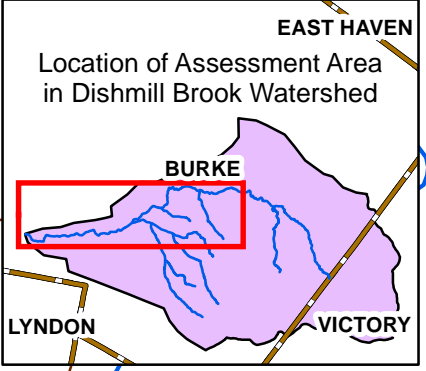 EAST HAVEN
Location of Assessment Area
in Dishmill Brook Watershed
BURKE
LYNDON
VICTORY